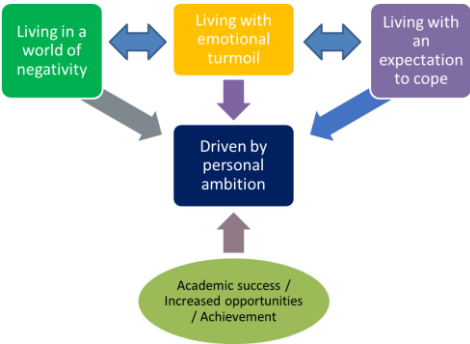 Living in a
world of
negativity
Living with
emotional
turmoil
Living with
an
expectation
to cope
Driven by
personal
ambition
Academic success /
Increased opportunities
/ Achievement